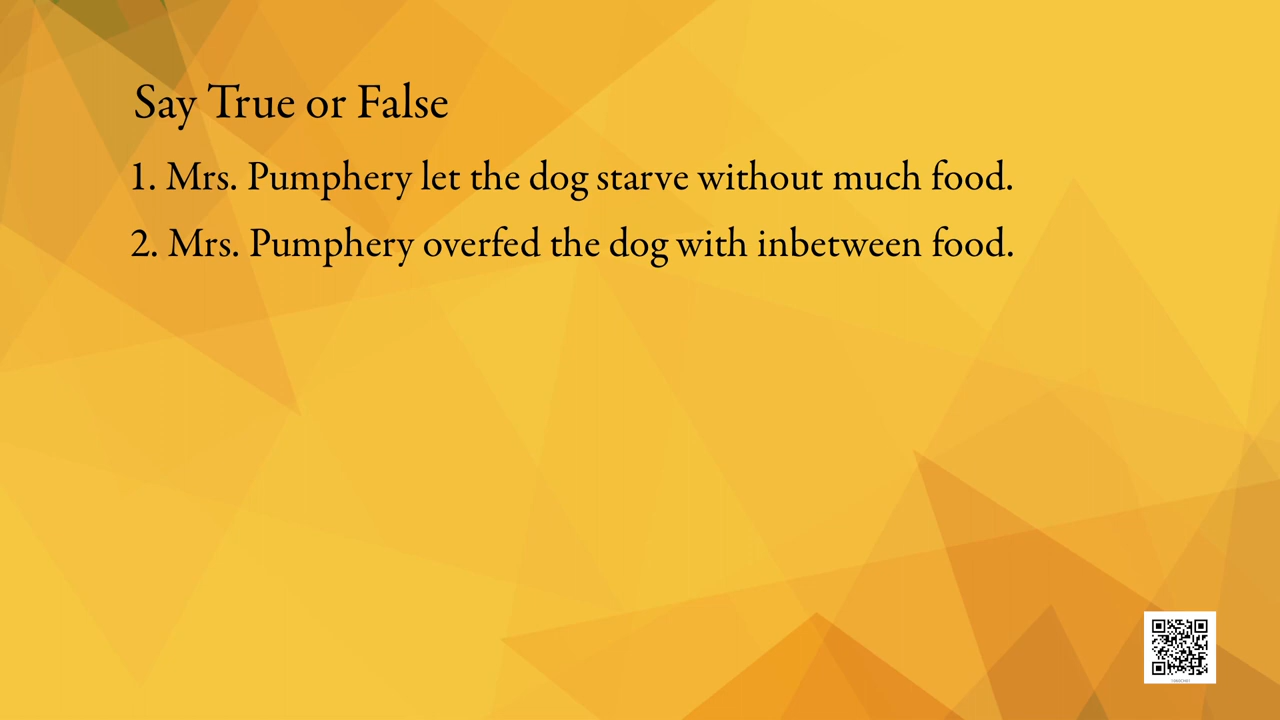 Say True or False
1. Mrs. Pumphery let the dog starve without much food.
2. Mrs. Pumphery overfed the dog with inbetween food.